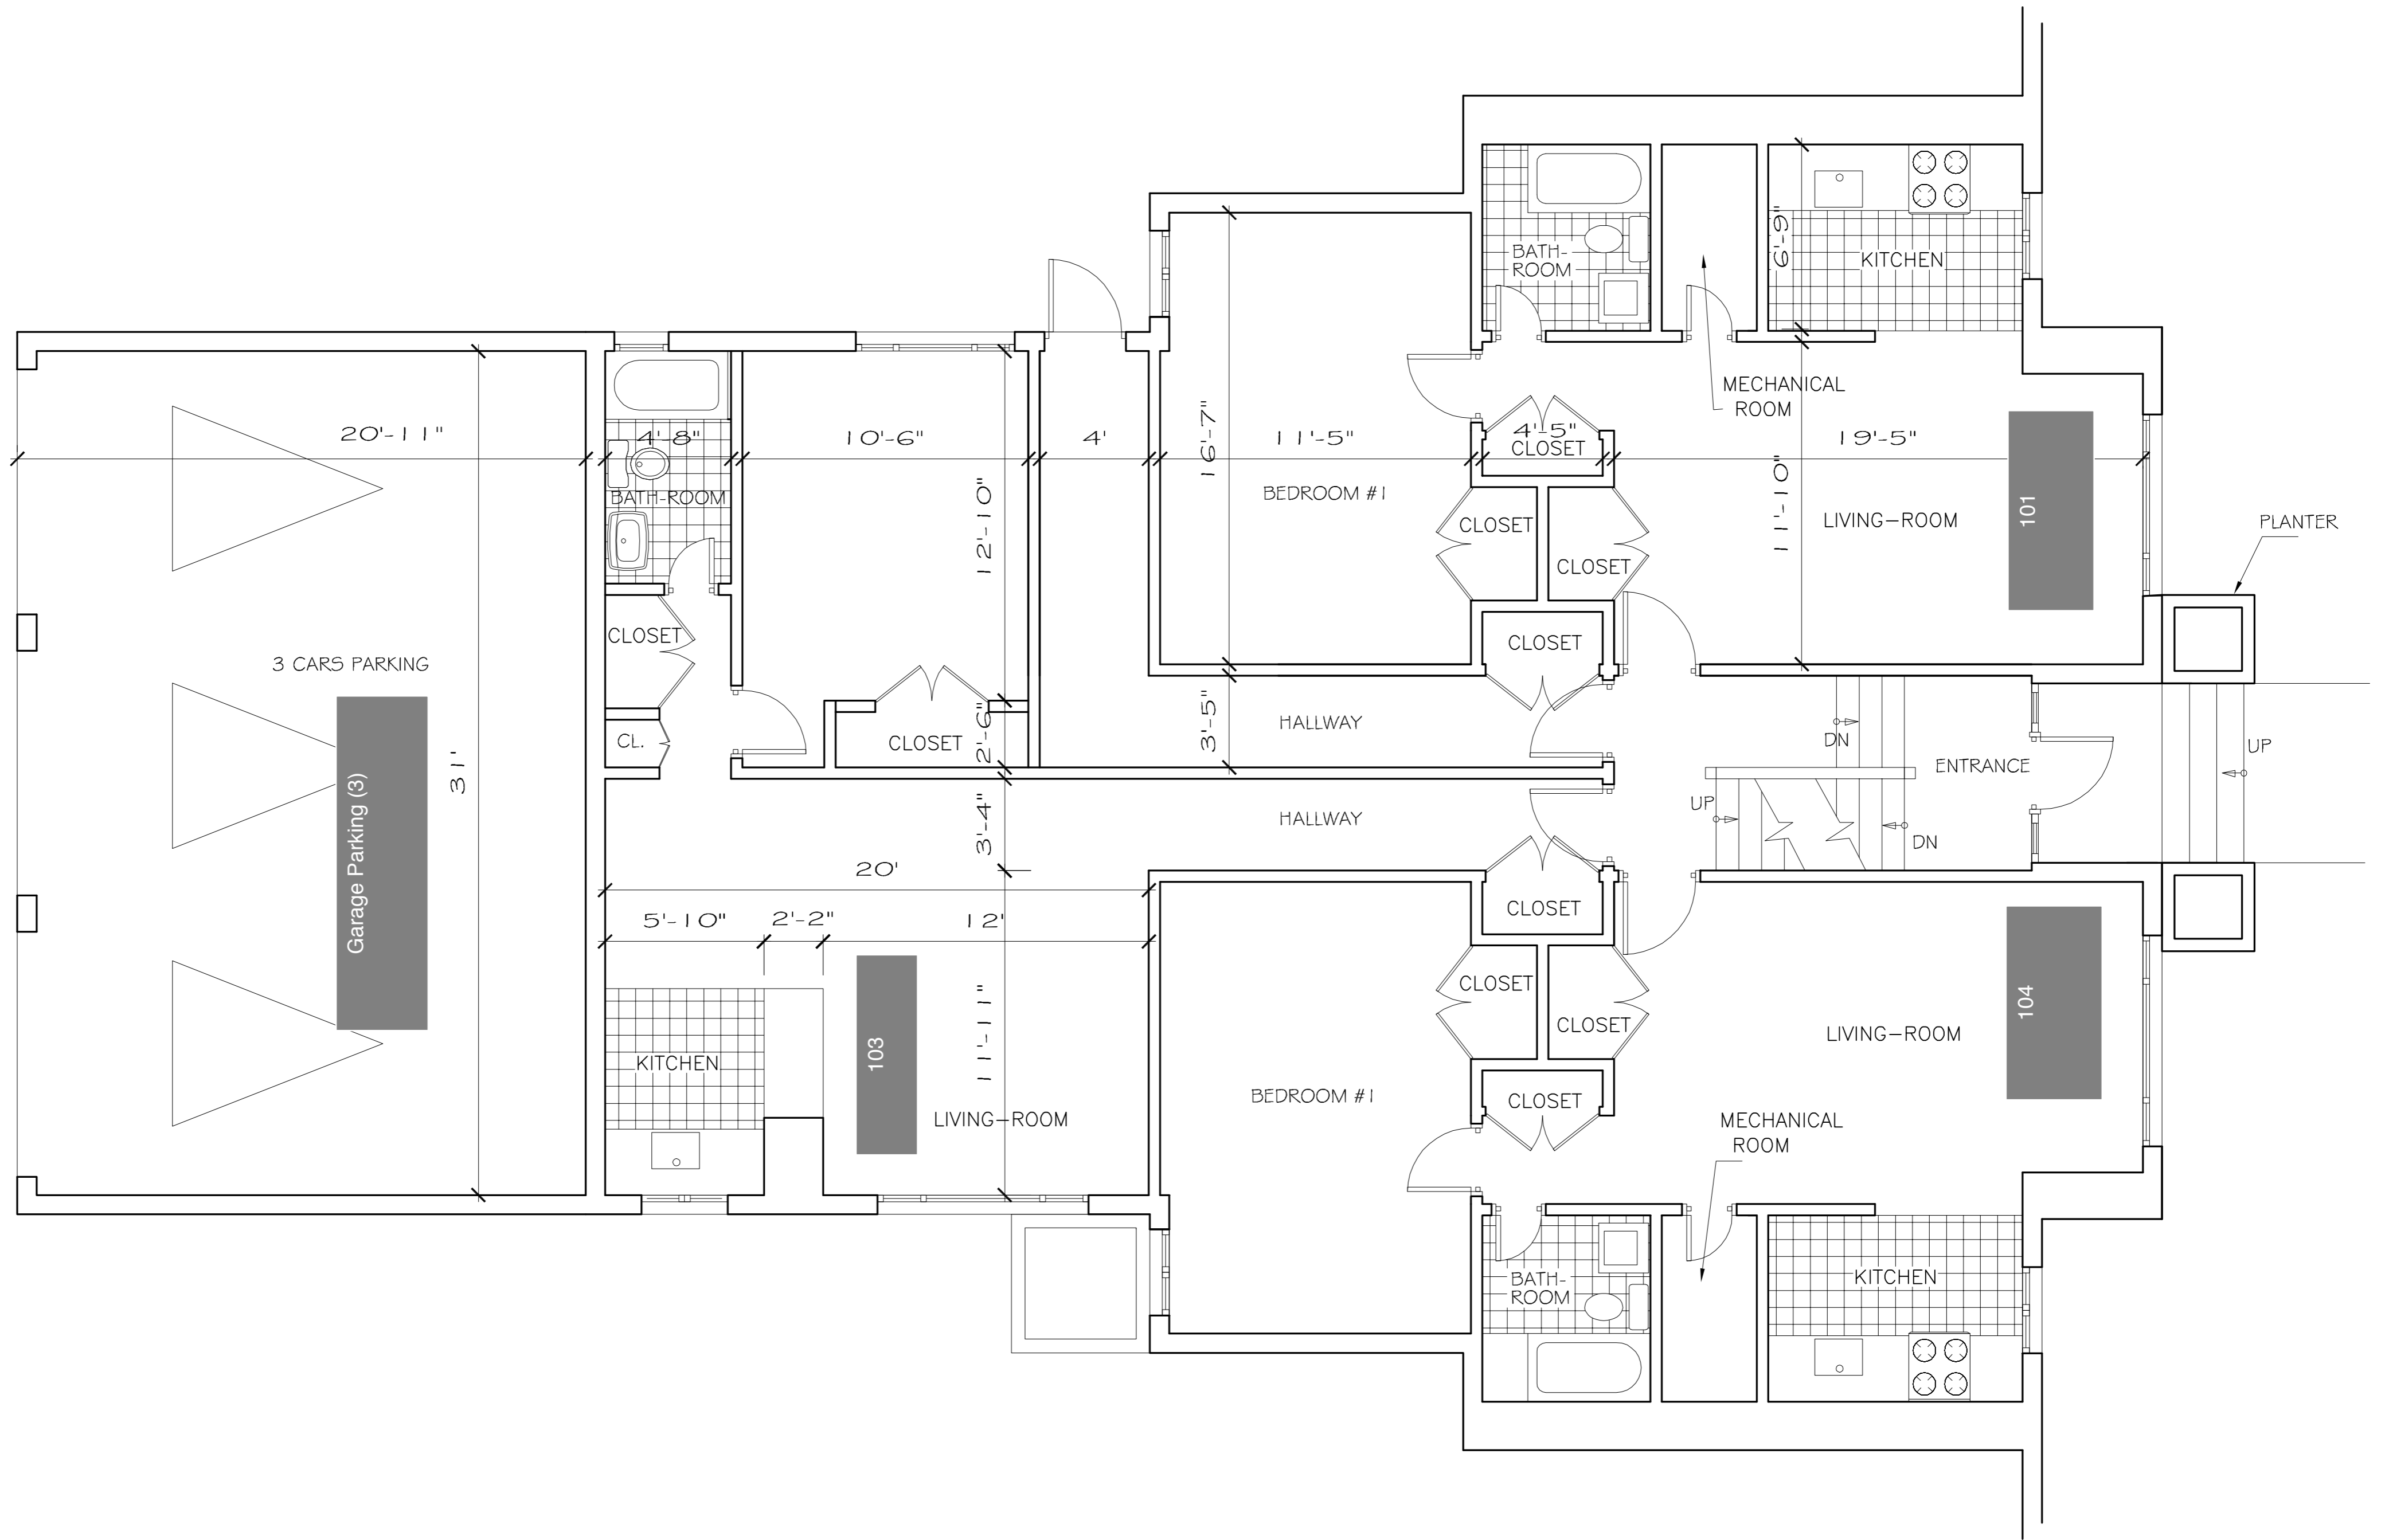 6'-9"
BATH-
ROOM
KITCHEN
MECHANICAL
ROOM
20'-11"
4'-8"
10'-6"
4'
16'-7"
11'-5"
4'-5"
CLOSET
19'-5"
11'-10"
BATH-ROOM
12'-10"
BEDROOM #1
CLOSET
CLOSET
LIVING-ROOM
101
PLANTER
CLOSET
CLOSET
3 CARS PARKING
CL.
CLOSET
2'-6"
3'-5"
HALLWAY
DN
ENTRANCE
UP
31'
Garage Parking (3)
3'-4"
HALLWAY
UP
DN
20'
5'-10"
2'-2"
12'
CLOSET
CLOSET
CLOSET
11'-11"
103
104
KITCHEN
LIVING-ROOM
LIVING-ROOM
BEDROOM #1
CLOSET
MECHANICAL
ROOM
BATH-
ROOM
KITCHEN